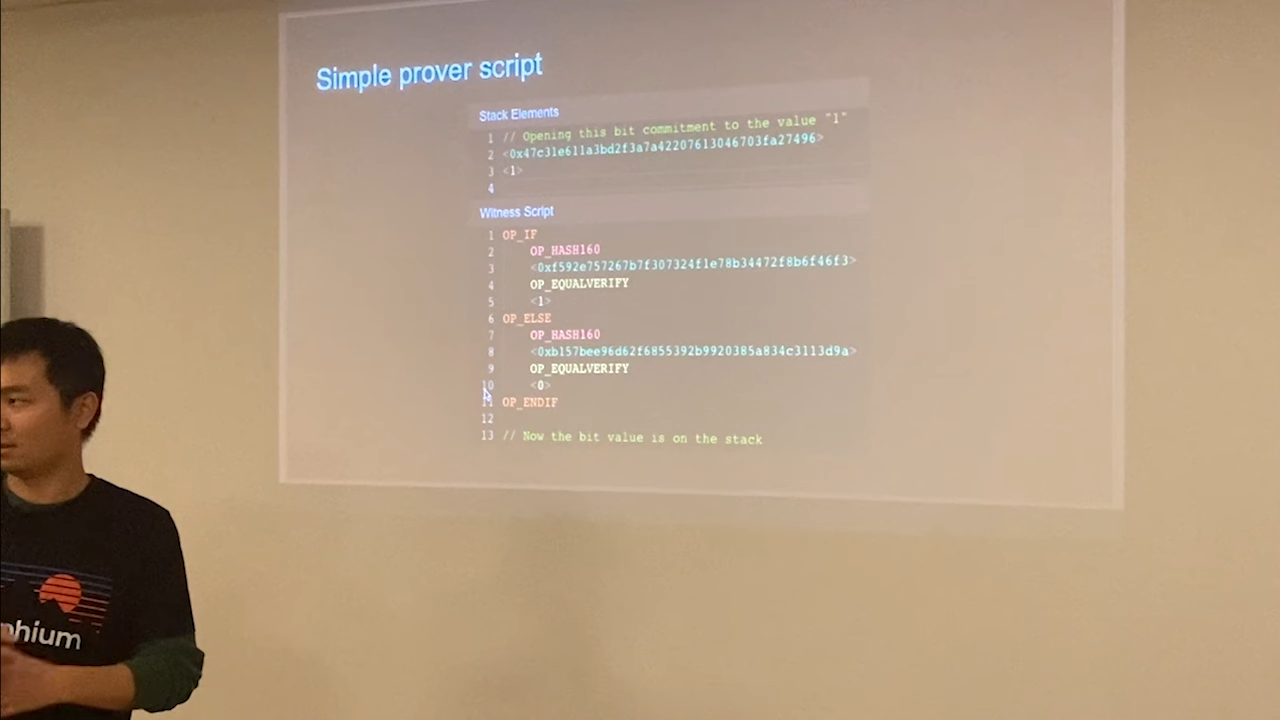 Simple prover script
Stack Elements
1 // Opening this bit commitment to the value "1"
2 <0x47c31e611a3bd2f3a7a42207613046703fa27496>
3 <1>
4
Witness Script
1 OP_IF
2 OP_HASH160
3 <0xf592e757267b7f307324f1e78b34472f8b6f46f3>
4 OP_EQUALVERIFY
5 <1>
6 OP_ELSE
7 OP_HASH160
8 <0xb157bee96d62f6855392b9920385a834c3113d9a>
9 OP_EQUALVERIFY
10 <0>
11 OP_ENDIF
12
13 // Now the bit value is on the stack
phium